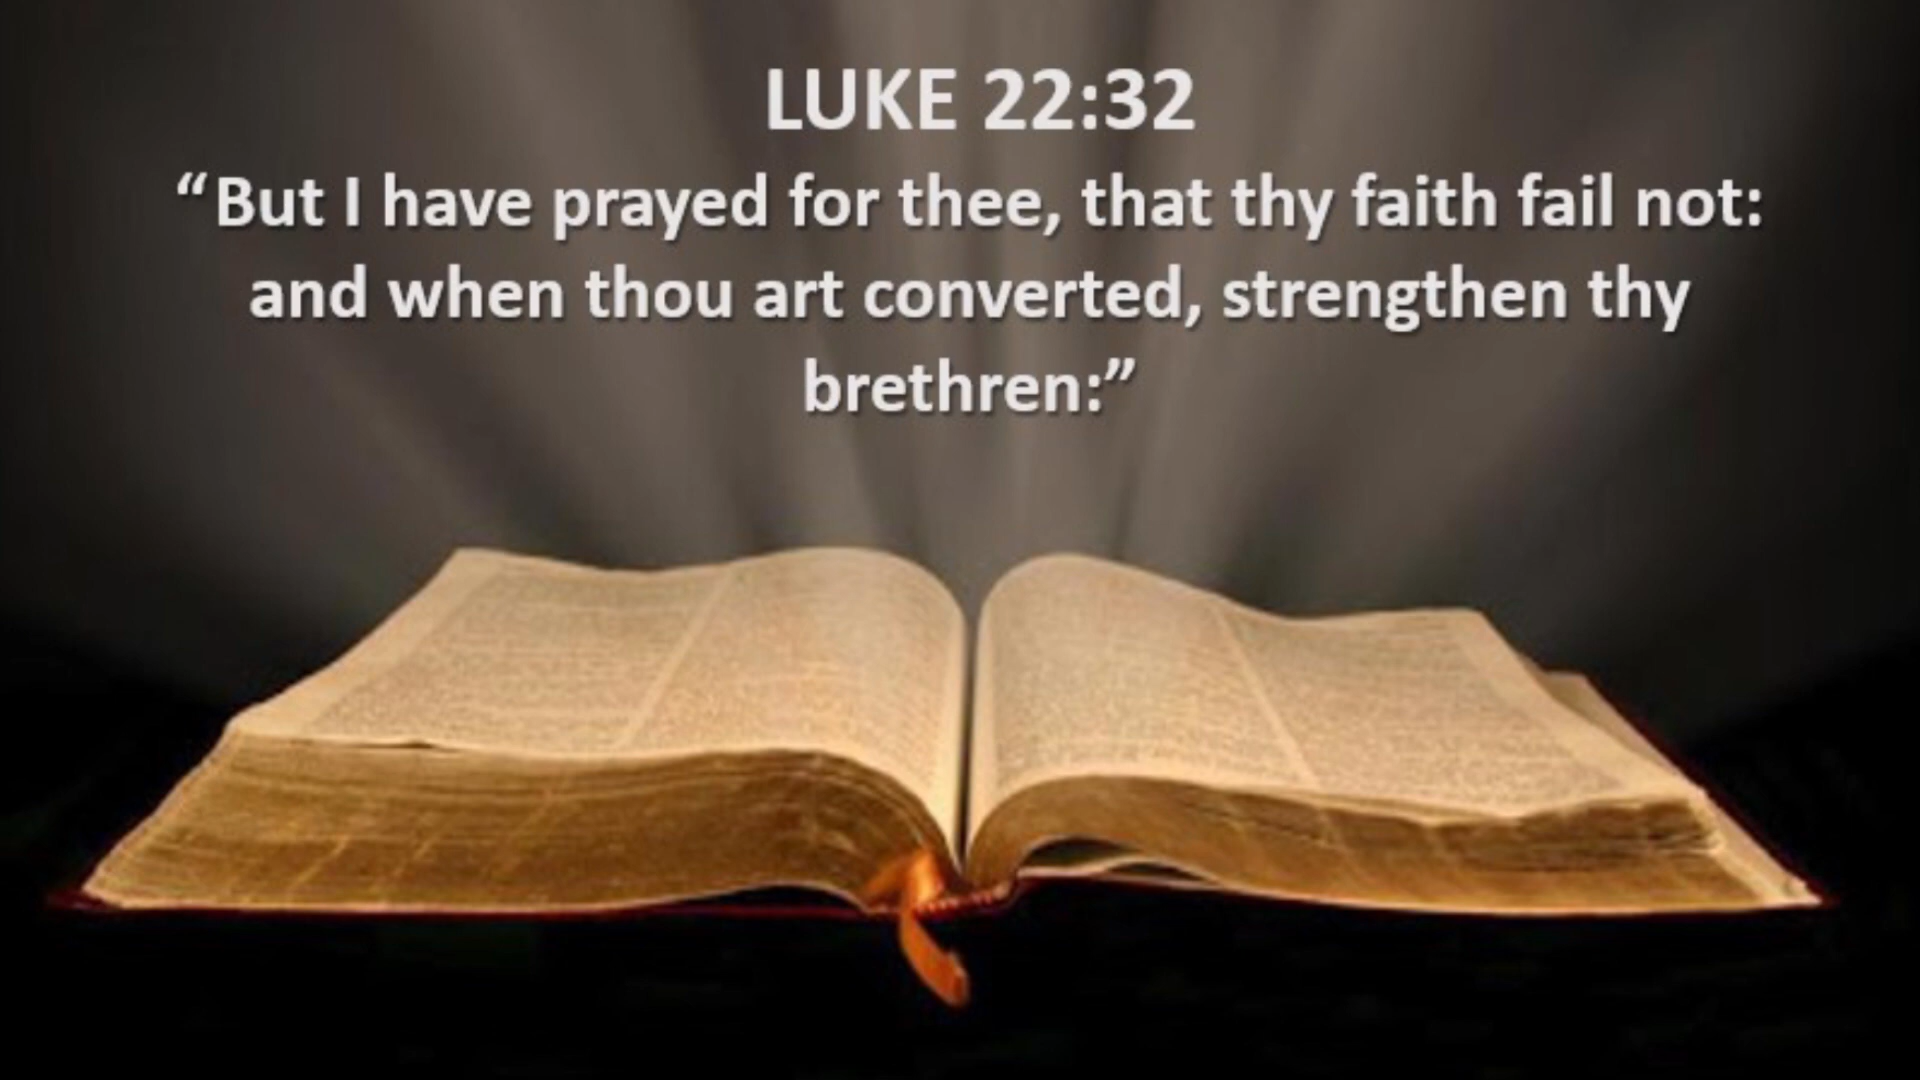 LUKE 22:32
“But I have prayed for thee, that thy faith fail not:
and when thou art converted, strengthen thy
brethren:”